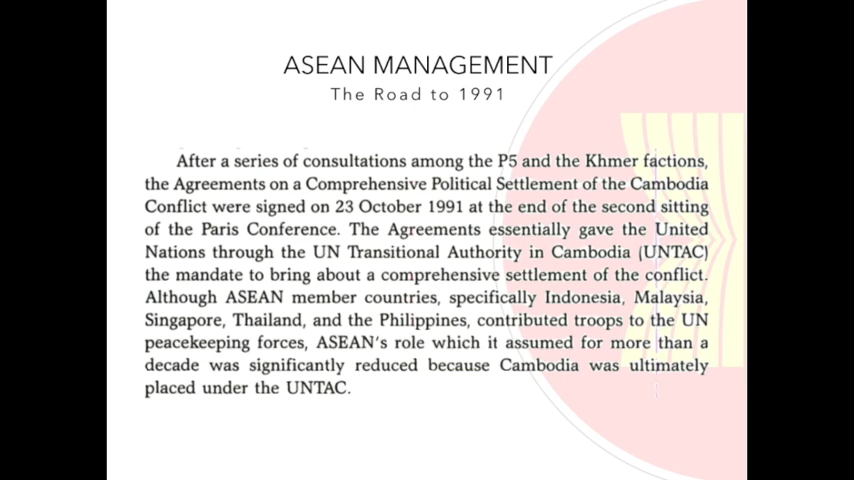 ASEAN MANAGEMENT
The Road to 1991
After a series of consultations among the P5 and the Khmer factions,
the Agreements on a Comprehensive Political Settlement of the Cambodia
Conflict were signed on 23 October 1991 at the end of the second sitting
of the Paris Conference. The Agreements essentially gave the United
Nations through the UN Transitional Authority in Cambodia (UNTAC)
the mandate to bring about a comprehensive settlement of the conflict.
Although ASEAN member countries, specifically Indonesia, Malaysia,
Singapore, Thailand, and the Philippines, contributed troops to the UN
peacekeeping forces, ASEAN's role which it assumed for more than a
decade was significantly reduced because Cambodia was ultimately
placed under the UNTAC.